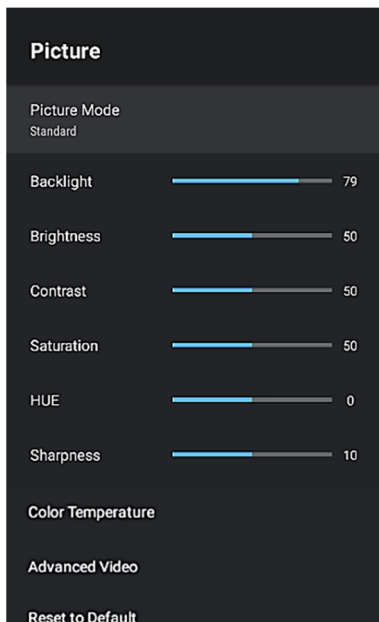 Picture
Picture Mode
Standard
Backlight 79
Brightness 50
Contrast 50
Saturation 50
HUE 0
Sharpness 10
Color Temperature
Advanced Video
Reset to Default